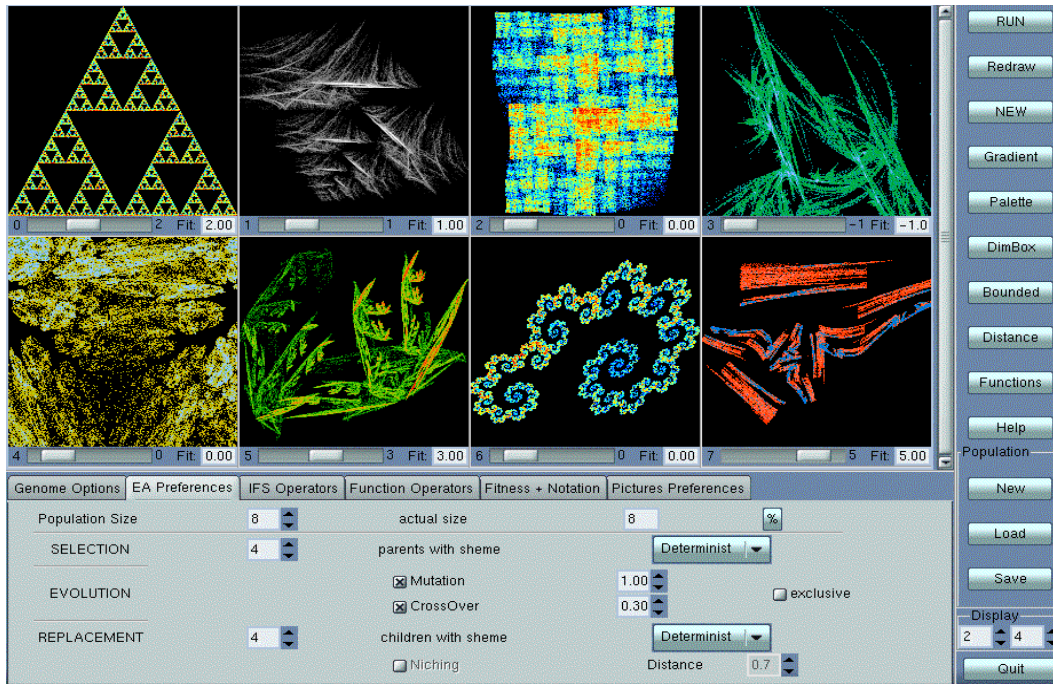 0 2 Fit: 2.00 1 1 Fit: 1.00 2 0 Fit: 0.00 3 -1 Fit: -1.0
4 0 Fit: 0.00 5 3 Fit: 3.00 6 0 Fit: 0.00 7 5 Fit: 5.00
Genome Options EA Preferences IFS Operators Function Operators Fitness + Notation Pictures Preferences
Population Size 8 actual size 8 %
SELECTION 4 parents with sheme Determinist
EVOLUTION
Mutation 1.00
CrossOver 0.30
exclusive
REPLACEMENT 4 children with sheme Determinist
Niching Distance 0.7
RUN
Redraw
NEW
Gradient
Palette
DimBox
Bounded
Distance
Functions
Help
Population
New
Load
Save
Display
2 4
Quit